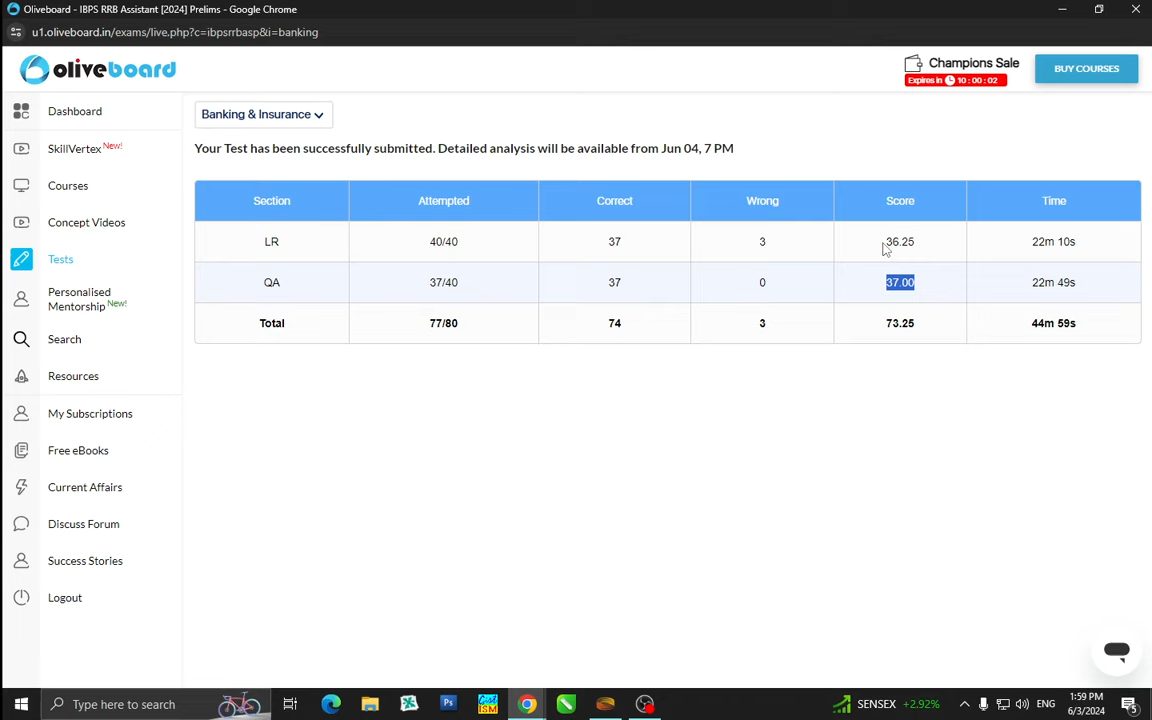 Oliveboard - IBPS RRB Assistant [2024] Prelims - Google Chrome
u1.oliveboard.in/exams/live.php?c=ibpsrrbasp&i=banking
oliveboard
Champions Sale
Expires in 10 : 00 : 02
BUY COURSES
Dashboard
SkillVertex New!
Courses
Concept Videos
Tests
Personalised
Mentorship New!
Search
Resources
My Subscriptions
Free eBooks
Current Affairs
Discuss Forum
Success Stories
Logout
Banking & Insurance
Your Test has been successfully submitted. Detailed analysis will be available from Jun 04, 7 PM
Section Attempted Correct Wrong Score Time
LR 40/40 37 3 36.25 22m 10s
QA 37/40 37 0 37.00 22m 49s
Total 77/80 74 3 73.25 44m 59s
Type here to search
Ps
ISM
SENSEX +2.92%
ENG
1:59 PM
6/3/2024
5